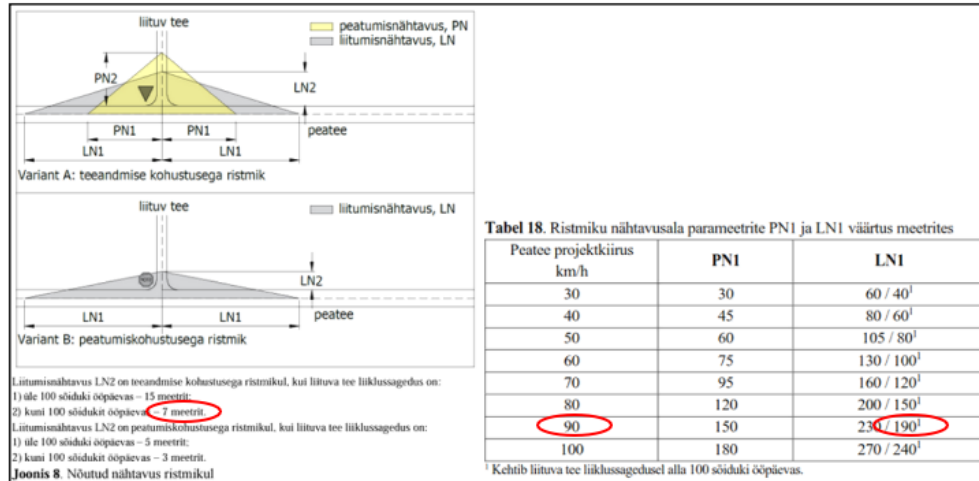 liituv tee
peatumisnähtavus, PN
liitumisnähtavus, LN
PN2
LN2
PN1 PN1
peatee
LN1 LN1
Variant A: teeandmise kohustusega ristmik
liituv tee
liitumisnähtavus, LN
LN2
LN1 LN1
peatee
Variant B: peatumiskohustusega ristmik
Liitumisnähtavus LN2 on teeandmise kohustusega ristmikul, kui liituva tee liiklussagedus on:
1) üle 100 sõiduki ööpäevas – 15 meetrit;
2) kuni 100 sõidukit ööpäevas – 7 meetrit.
Liitumisnähtavus LN2 on peatumiskohustusega ristmikul, kui liituva tee liiklussagedus on:
1) üle 100 sõiduki ööpäevas – 5 meetrit;
2) kuni 100 sõiduki ööpäevas – 3 meetrit.
Joonis 8. Nõutud nähtavus ristmikul
Tabel 18. Ristmiku nähtavusala parameetrite PN1 ja LN1 väärtus meetrites
Peatee projektkiirus km/h PN1 LN1
30 30 60 / 40¹
40 45 80 / 60¹
50 60 105 / 80¹
60 75 130 / 100¹
70 95 160 / 120¹
80 120 200 / 150¹
90 150 230 / 190¹
100 180 270 / 240¹
¹ Kehtib liituva tee liiklussagedusel alla 100 sõiduki ööpäevas.